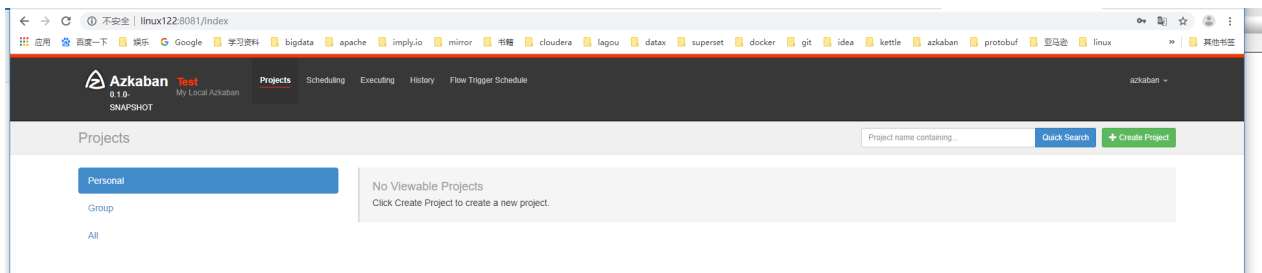 不安全 | linux122:8081/index
应用 百度一下 娱乐 Google 学习资料 bigdata apache imply.io mirror 书籍 cloudera lagou datax superset docker git idea kettle azkaban protobuf 亚马逊 linux » 其他书签
Azkaban Test Projects Scheduling Executing History Flow Trigger Schedule azkaban
0.1.0- My Local Azkaban
SNAPSHOT
Projects Project name containing... Quick Search + Create Project
Personal
No Viewable Projects
Click Create Project to create a new project.
Group
All